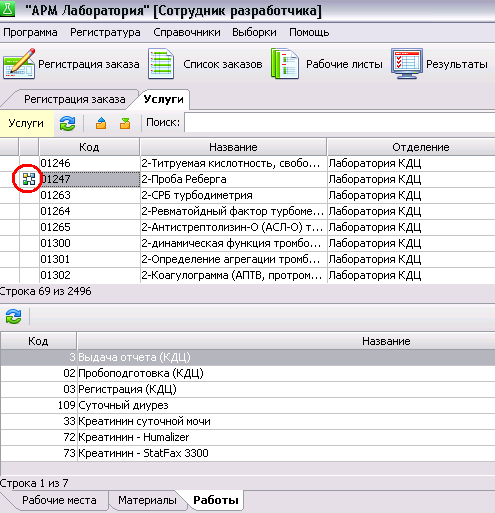 "АРМ Лаборатория" [Сотрудник разработчика]
Программа Регистратура Справочники Выборки Помощь
Регистрация заказа Список заказов Рабочие листы Результаты
Регистрация заказа Услуги
Услуги Поиск:
Код Название Отделение
01246 2-Титруемая кислотность, свобо... Лаборатория КДЦ
01247 2-Проба Реберга Лаборатория КДЦ
01263 2-СРБ турбодиметрия Лаборатория КДЦ
01264 2-Ревматойдный фактор турбоме... Лаборатория КДЦ
01265 2-Антистрептолизин-О (АСЛ-О) т... Лаборатория КДЦ
01300 2-динамическая функция тромбо... Лаборатория КДЦ
01301 2-Определение агрегации тромб... Лаборатория КДЦ
01302 2-Коагулограмма (АПТВ, протром... Лаборатория КДЦ
Строка 69 из 2496
Код Название
3 Выдача отчета (КДЦ)
02 Пробоподготовка (КДЦ)
03 Регистрация (КДЦ)
109 Суточный диурез
33 Креатинин суточной мочи
72 Креатинин - Humalizer
73 Креатинин - StatFax 3300
Строка 1 из 7
Рабочие места Материалы Работы